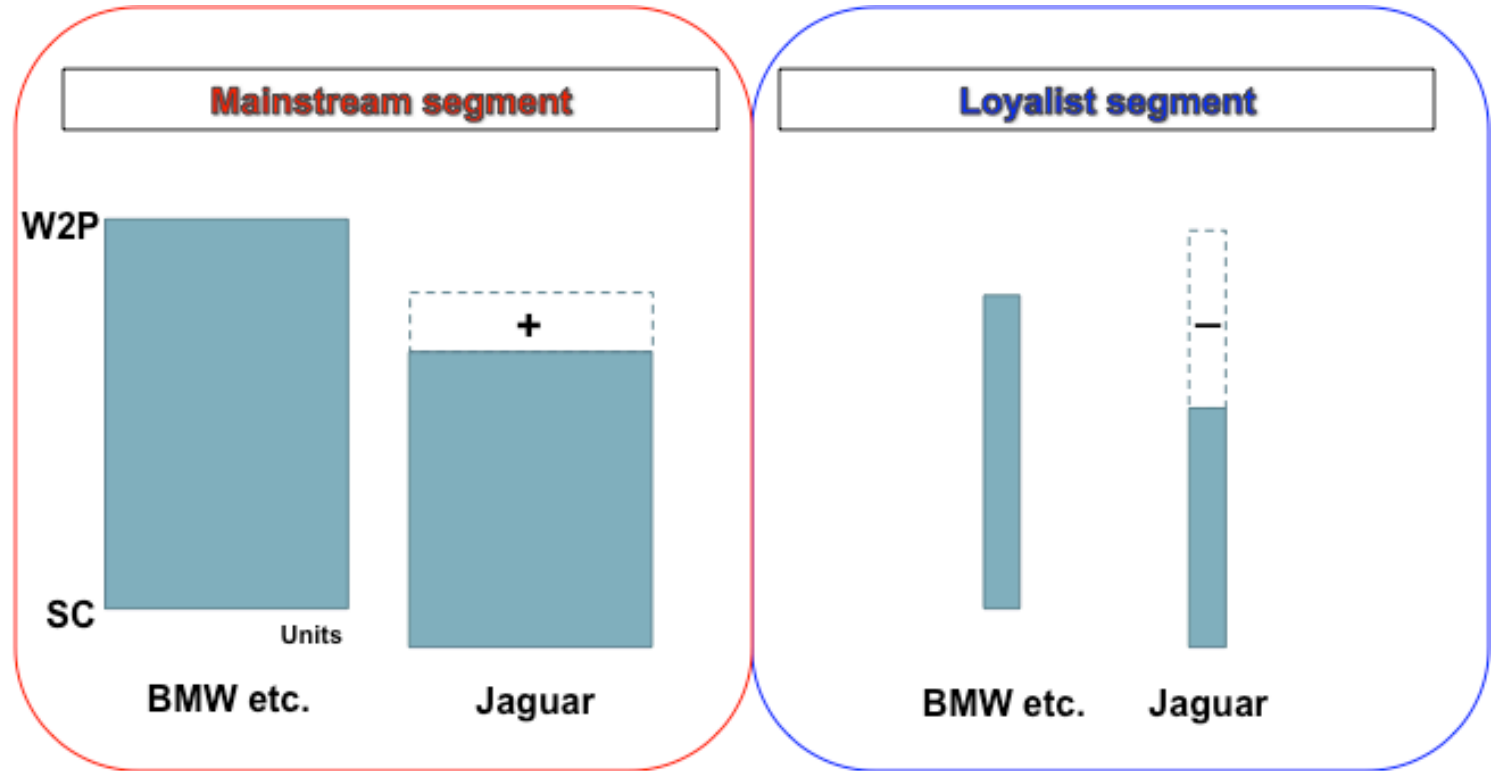 Mainstream segment
W2P
+
SC
Units
BMW etc.
Jaguar
Loyalist segment
–
BMW etc.
Jaguar